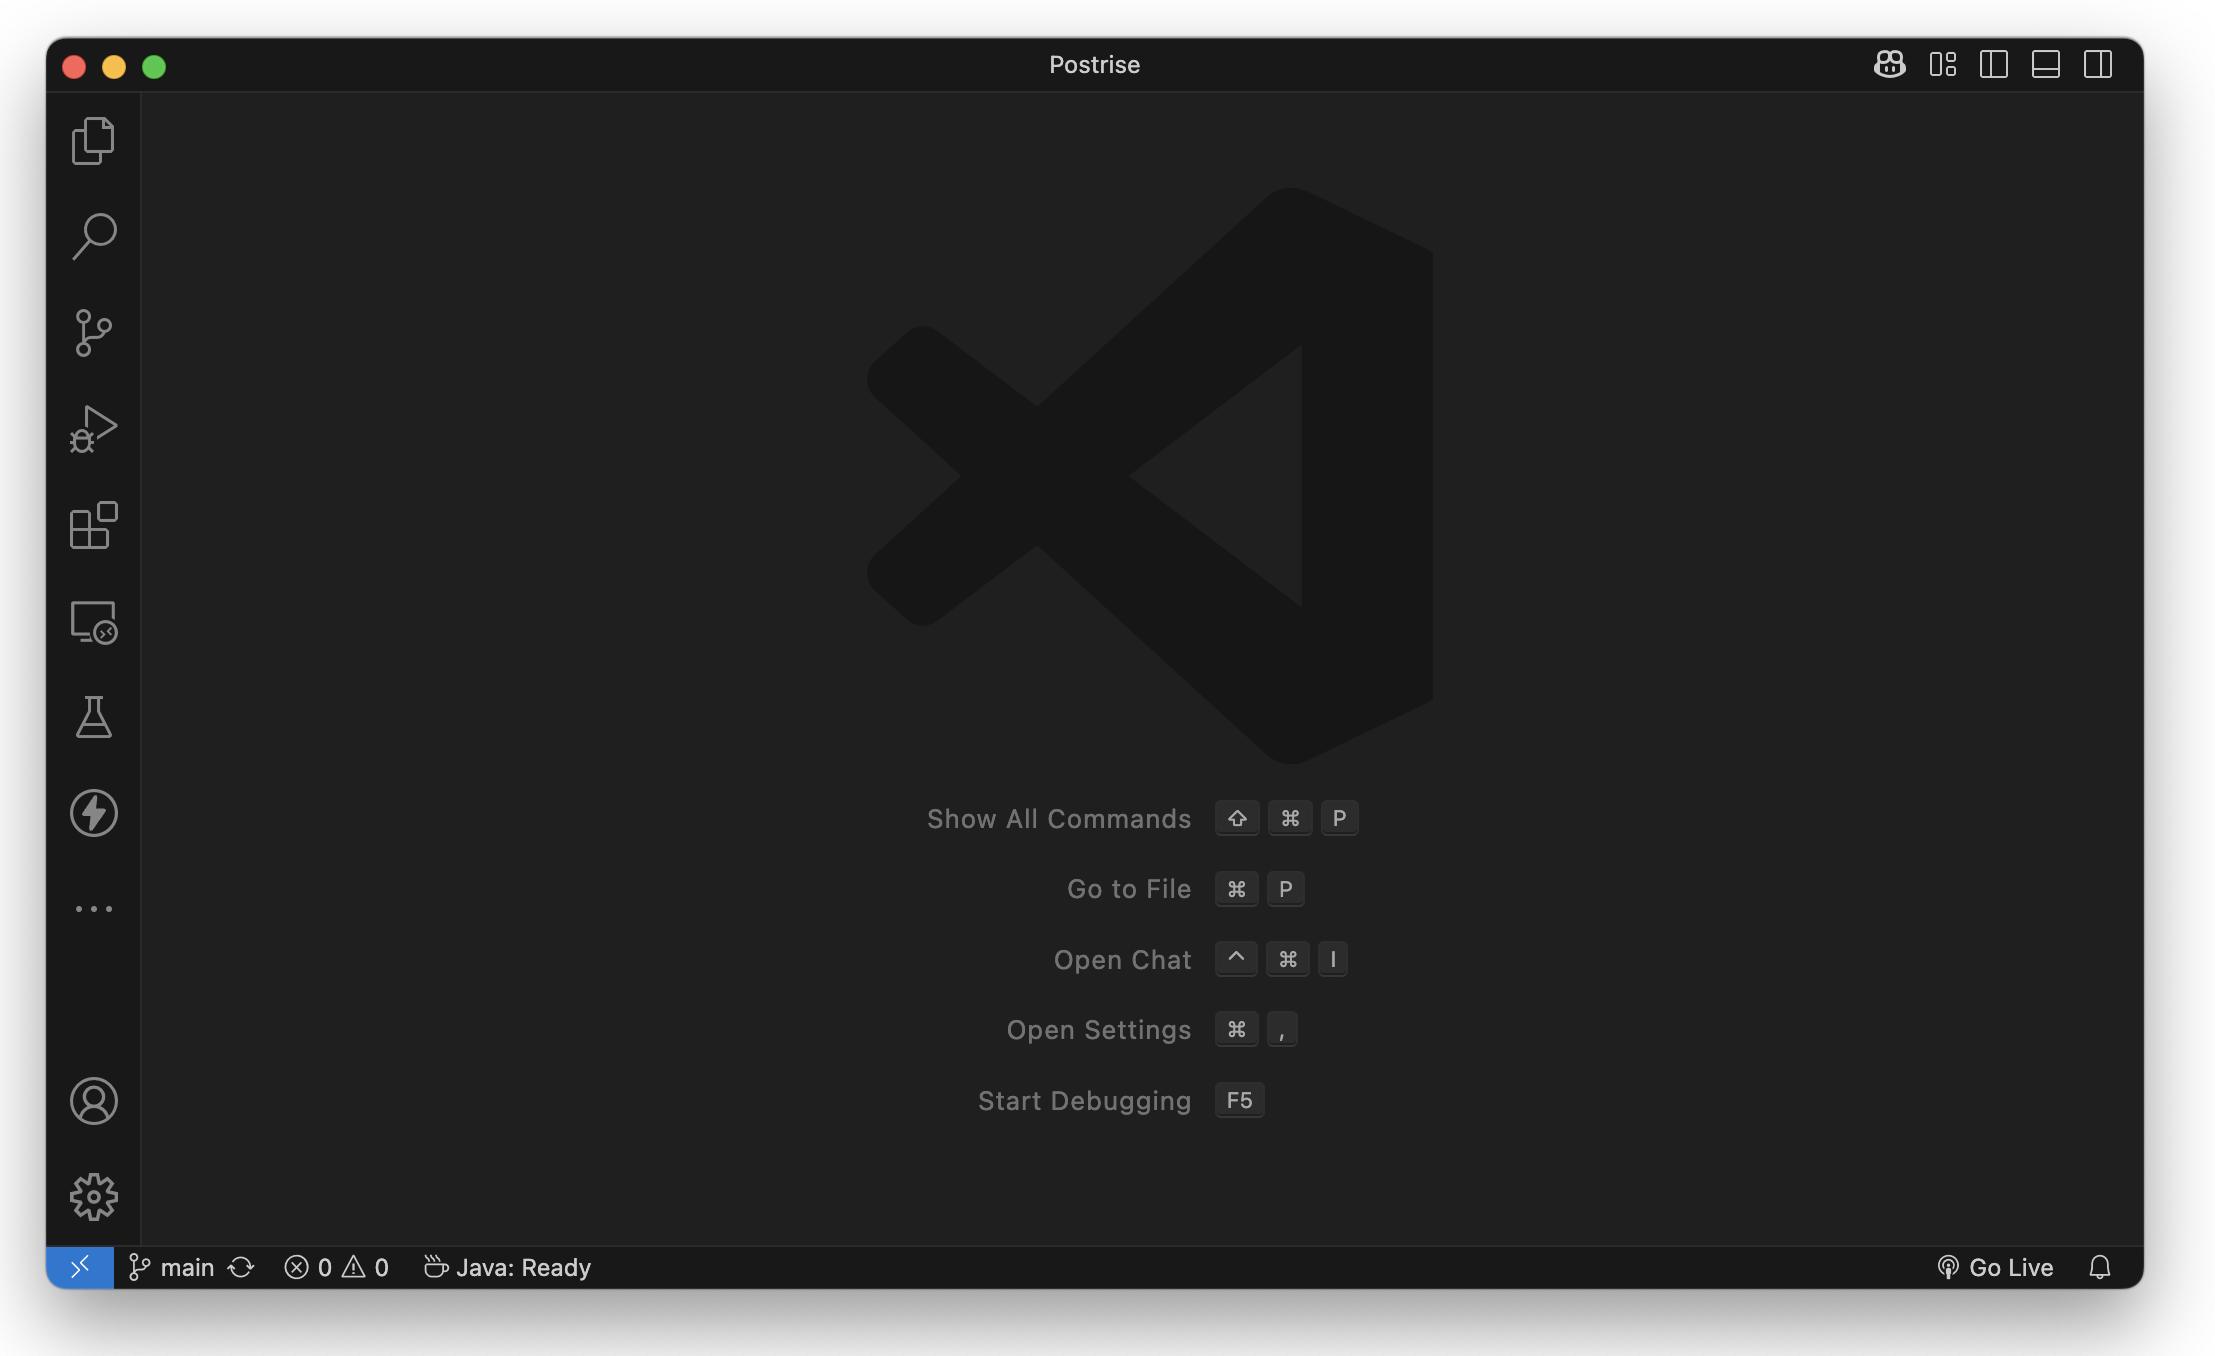 Postrise
Show All Commands ⇧ ⌘ P
Go to File ⌘ P
Open Chat ^ ⌘ I
Open Settings ⌘ ,
Start Debugging F5
main 0 0 Java: Ready Go Live